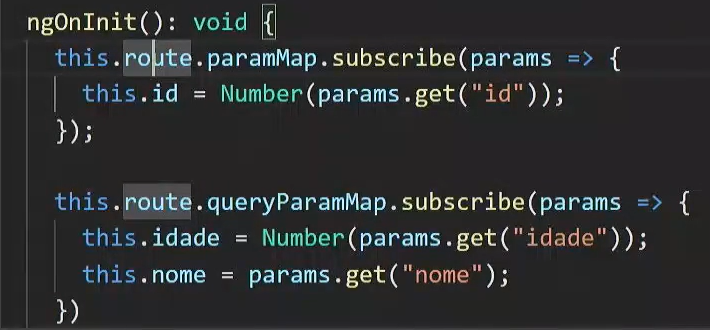 ngOnInit(): void {
this.route.paramMap.subscribe(params => {
this.id = Number(params.get("id"));
});
this.route.queryParamMap.subscribe(params => {
this.idade = Number(params.get("idade"));
this.nome = params.get("nome");
})